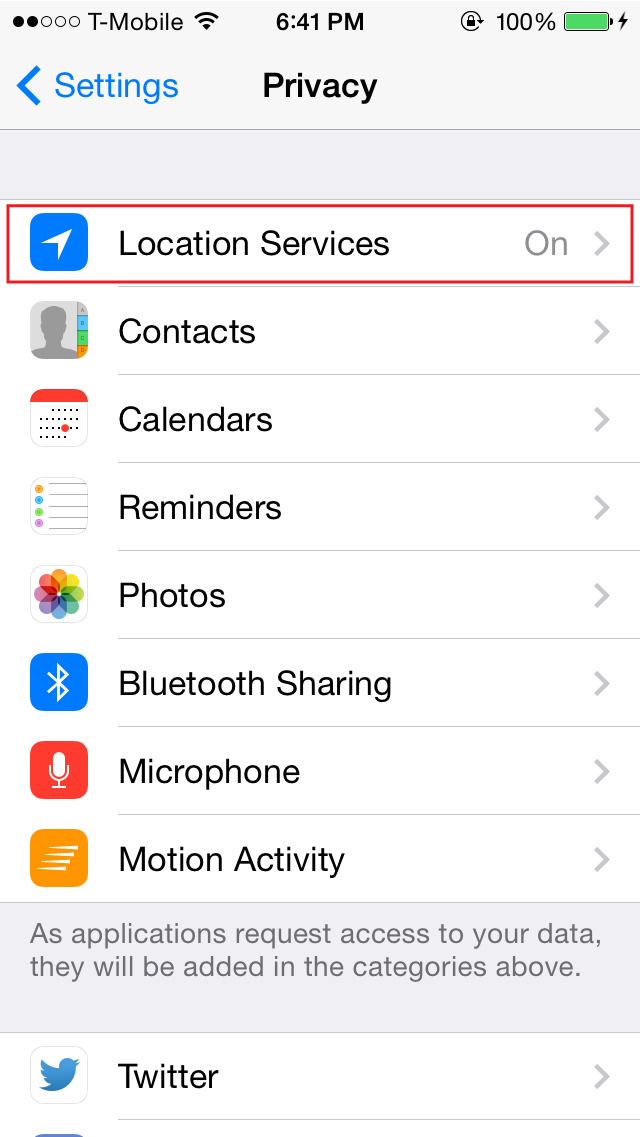 T-Mobile 6:41 PM 100%
Settings Privacy
Location Services On
Contacts
Calendars
Reminders
Photos
Bluetooth Sharing
Microphone
Motion Activity
As applications request access to your data,
they will be added in the categories above.
Twitter